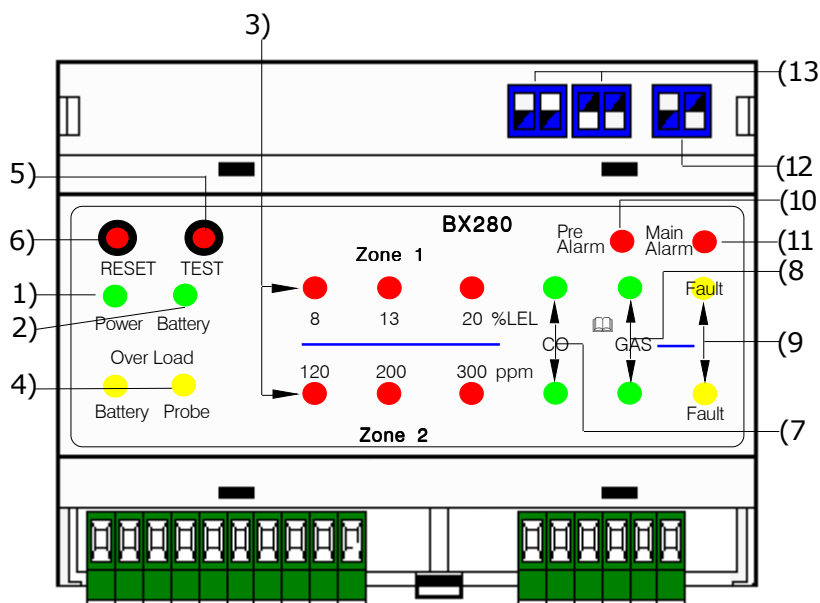 3)
(13
5)
(12
BX280
(10
6)
Pre Alarm
Main Alarm
(11
RESET
TEST
Zone 1
(8
1)
Fault
2)
Power
Battery
8
13
20 %LEL
CO
GAS
(9
Over Load
120
200
300 ppm
4)
Battery
Probe
Fault
Zone 2
(7